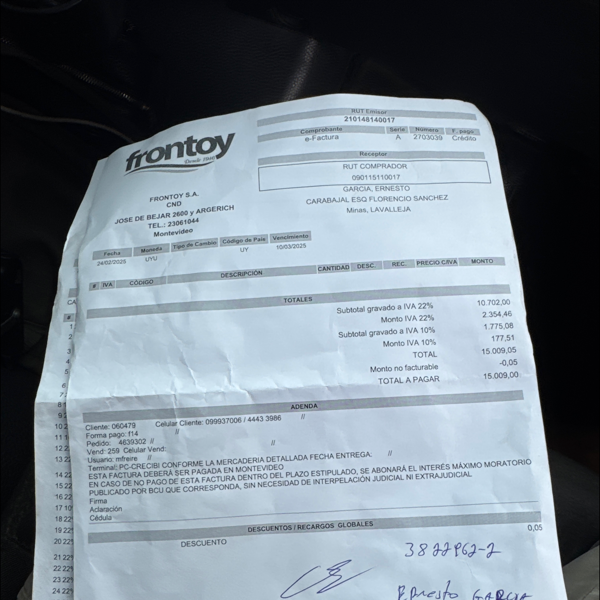 frontoy
Desde 1946
RUT Emisor
210148140017
Comprobante Serie Número F. pago
e-Factura A 2703039 Crédito
Receptor
RUT COMPRADOR
090115110017
GARCIA, ERNESTO
CARABAJAL ESQ FLORENCIO SANCHEZ
Minas, LAVALLEJA
FRONTOY S.A.
CND
JOSE DE BEJAR 2600 y ARGERICH
TEL.: 23061044
Montevideo
Fecha Moneda Tipo de Cambio Código de País Vencimiento
24/02/2025 UYU UY 10/03/2025
# IVA CÓDIGO DESCRIPCIÓN CANTIDAD DESC. REC. PRECIO C/IVA MONTO
TOTALES
Subtotal gravado a IVA 22% 10.702,00
Monto IVA 22% 2.354,46
Subtotal gravado a IVA 10% 1.775,08
Monto IVA 10% 177,51
TOTAL 15.009,05
Monto no facturable -0,05
TOTAL A PAGAR 15.009,00
ADENDA
Cliente: 060479 Celular Cliente: 099937006 / 4443 3986 //
Forma pago: f14 //
Pedido: 4839302 // //
Vend: 259 Celular Vend:
Usuario: mfreire // //
Terminal: PC-CRECIBI CONFORME LA MERCADERIA DETALLADA FECHA ENTREGA:
ESTA FACTURA DEBERÁ SER PAGADA EN MONTEVIDEO
EN CASO DE NO PAGO DE ESTA FACTURA DENTRO DEL PLAZO ESTIPULADO, SE ABONARÁ EL INTERÉS MÁXIMO MORATORIO
PUBLICADO POR BCU QUE CORRESPONDA, SIN NECESIDAD DE INTERPELACIÓN JUDICIAL NI EXTRAJUDICIAL
Firma
Aclaración
Cédula
DESCUENTOS / RECARGOS GLOBALES
DESCUENTO 0,05
3822962-2
Ernesto GARCIA